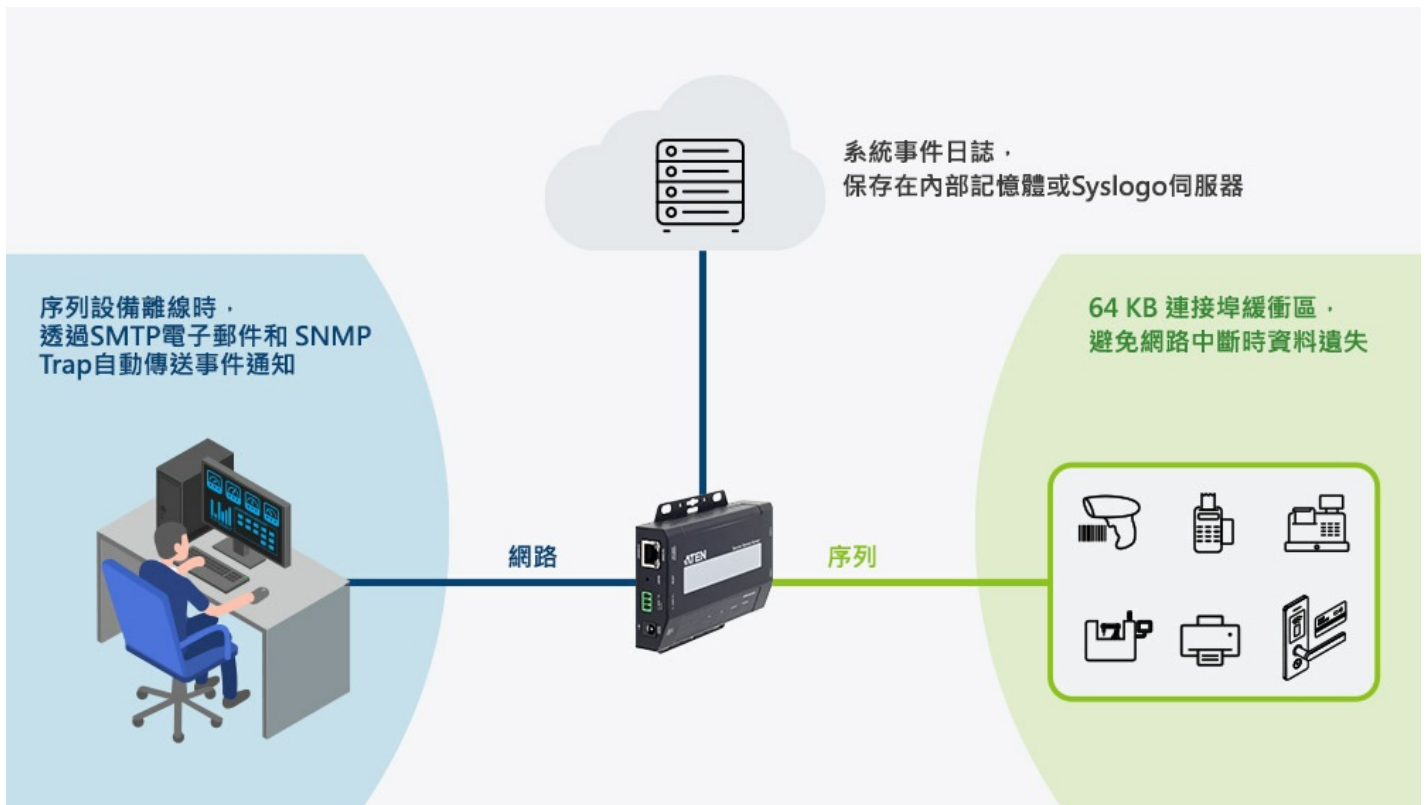 系統事件日誌，
保存在內部記憶體或Syslogo伺服器
序列設備離線時，
透過SMTP電子郵件和 SNMP
Trap自動傳送事件通知
64 KB 連接埠緩衝區，
避免網路中斷時資料遺失
網路
ATEN
序列